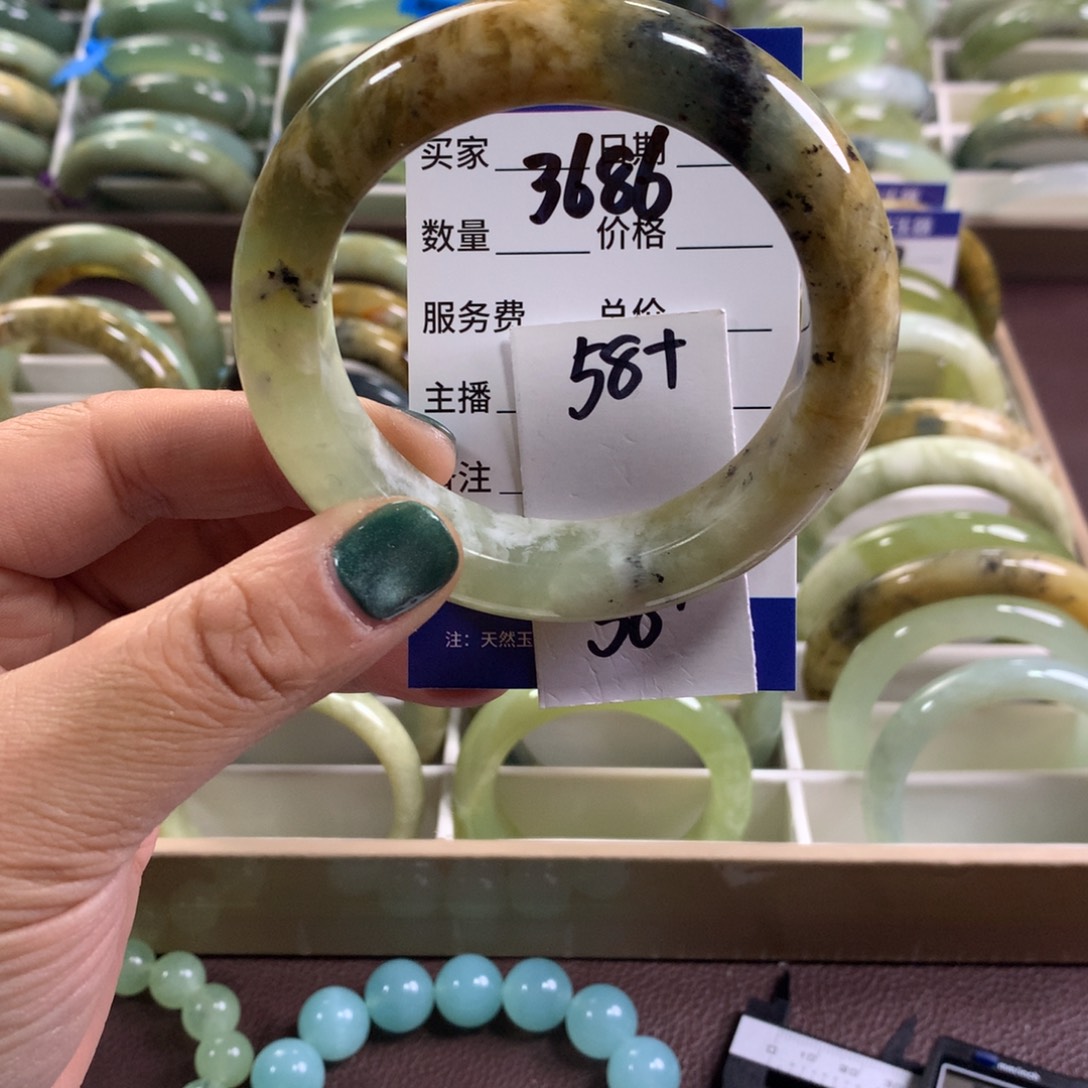 买家 日期
3686
数量 价格
服务费 总价
58+
主播
注
注：天然玉